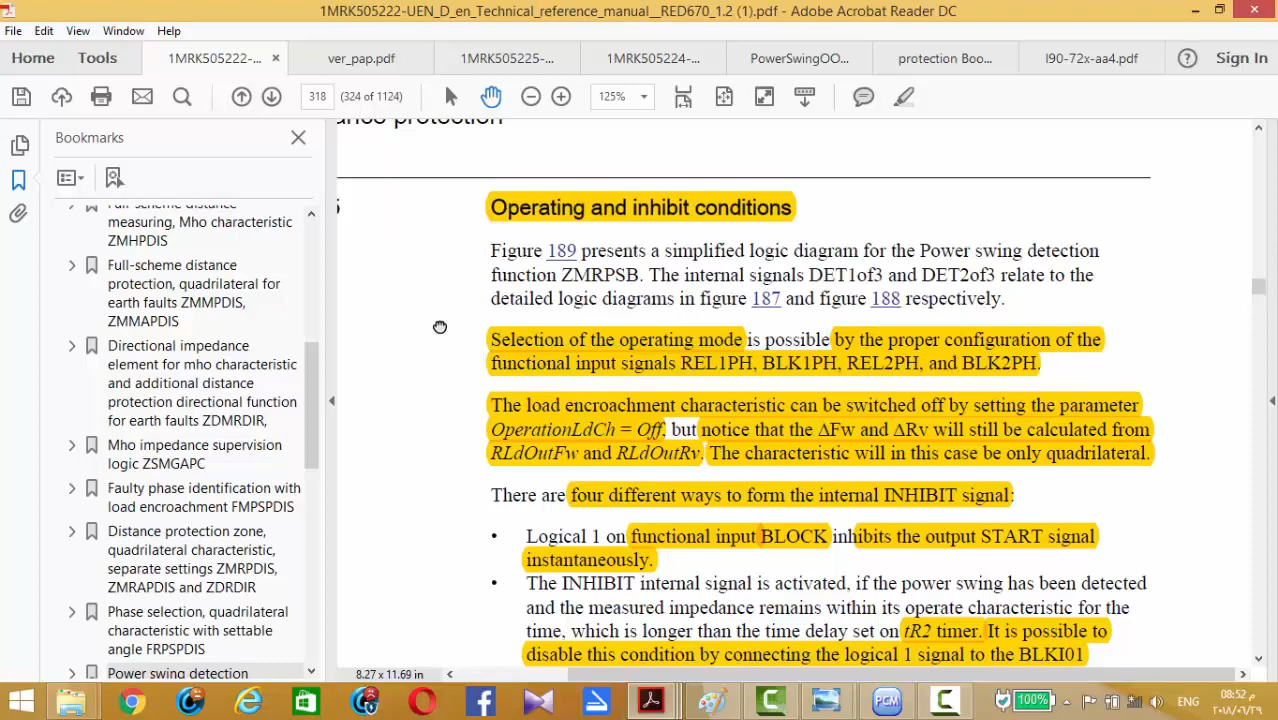 1MRK505222-UEN_D_en_Technical_reference_manual__RED670_1.2 (1).pdf - Adobe Acrobat Reader DC
File Edit View Window Help
Home Tools 1MRK505222-... × ver_pap.pdf 1MRK505225-... 1MRK504224-... PowerSwingOO... protection Boo... I90-72x-aa4.pdf Sign In
318 (324 of 1124) 125%
Bookmarks
measuring, Mho characteristic
ZMHPDIS
Full-scheme distance
protection, quadrilateral for
earth faults ZMMPDIS,
ZMMAPDIS
Directional impedance
element for mho characteristic
and additional distance
protection directional function
for earth faults ZDMRDIR,
Mho impedance supervision
logic ZSMGAPC
Faulty phase identification with
load encroachment FMPSPDIS
Distance protection zone,
quadrilateral characteristic,
separate settings ZMRPDIS,
ZMRAPDIS and ZDRDIR
Phase selection, quadrilateral
characteristic with settable
angle FRPSPDIS
Power swing detection
Operating and inhibit conditions
Figure 189 presents a simplified logic diagram for the Power swing detection
function ZMRPSB. The internal signals DET1of3 and DET2of3 relate to the
detailed logic diagrams in figure 187 and figure 188 respectively.
Selection of the operating mode is possible by the proper configuration of the
functional input signals REL1PH, BLK1PH, REL2PH, and BLK2PH.
The load encroachment characteristic can be switched off by setting the parameter
OperationLdCh = Off, but notice that the ΔFw and ΔRv will still be calculated from
RLdOutFw and RLdOutRv. The characteristic will in this case be only quadrilateral.
There are four different ways to form the internal INHIBIT signal:
• Logical 1 on functional input BLOCK inhibits the output START signal
instantaneously.
• The INHIBIT internal signal is activated, if the power swing has been detected
and the measured impedance remains within its operate characteristic for the
time, which is longer than the time delay set on tR2 timer. It is possible to
disable this condition by connecting the logical 1 signal to the BLKI01
8.27 x 11.69 in
100% ENG 08:52 م
٢٠١٨/٠٦/٢٩